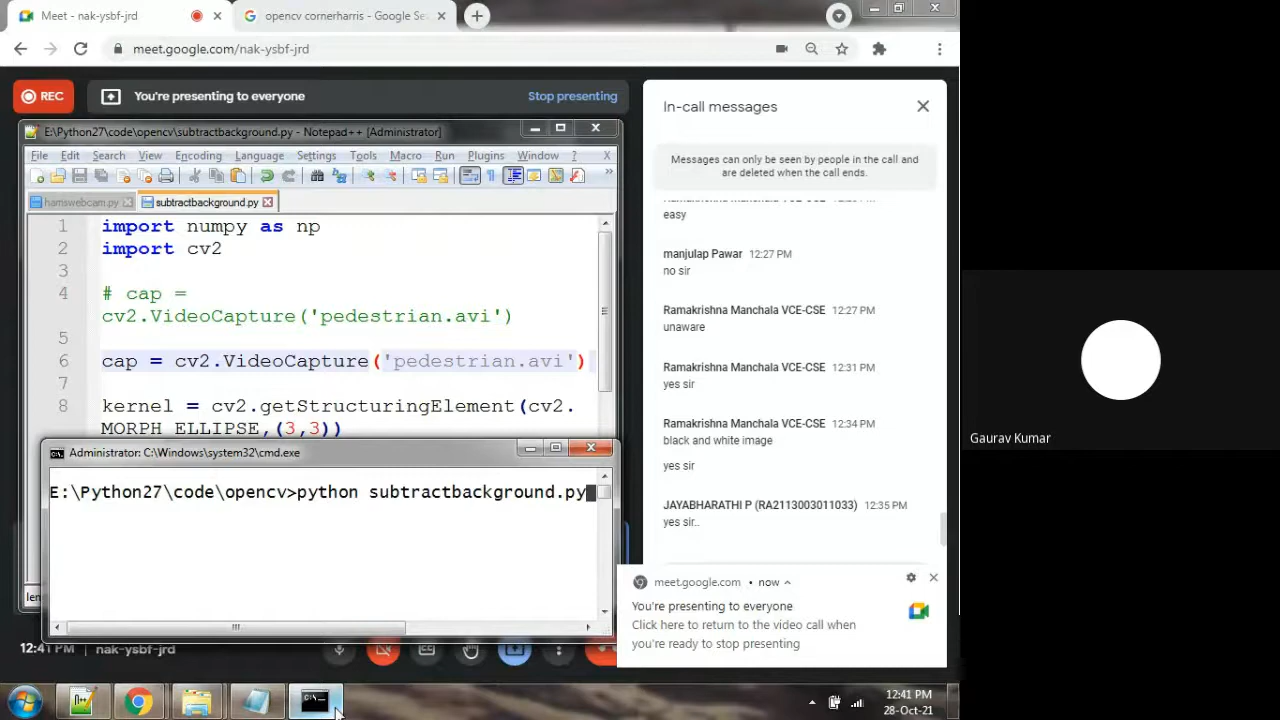 Meet - nak-ysbf-jrd
opencv cornerharris - Google Se
meet.google.com/nak-ysbf-jrd
REC
You're presenting to everyone
Stop presenting
In-call messages
Messages can only be seen by people in the call and
are deleted when the call ends.
E:\Python27\code\opencv\subtractbackground.py - Notepad++ [Administrator]
File Edit Search View Encoding Language Settings Tools Macro Run Plugins Window ? X
hamswebcam.py
subtractbackground.py
1 import numpy as np
2 import cv2
3
4 # cap =
cv2.VideoCapture('pedestrian.avi')
5
6 cap = cv2.VideoCapture('pedestrian.avi')
7
8 kernel = cv2.getStructuringElement(cv2.
MORPH_ELLIPSE,(3,3))
Administrator: C:\Windows\system32\cmd.exe
E:\Python27\code\opencv>python subtractbackground.py
len
Ramakrishna Manchala VCE-CSE
easy
manjulap Pawar 12:27 PM
no sir
Ramakrishna Manchala VCE-CSE 12:27 PM
unaware
Ramakrishna Manchala VCE-CSE 12:31 PM
yes sir
Ramakrishna Manchala VCE-CSE 12:34 PM
black and white image
yes sir
JAYABHARATHI P (RA2113003011033) 12:35 PM
yes sir..
meet.google.com • now
You're presenting to everyone
Click here to return to the video call when
you're ready to stop presenting
12:41 PM | nak-ysbf-jrd
Gaurav Kumar
12:41 PM
28-Oct-21